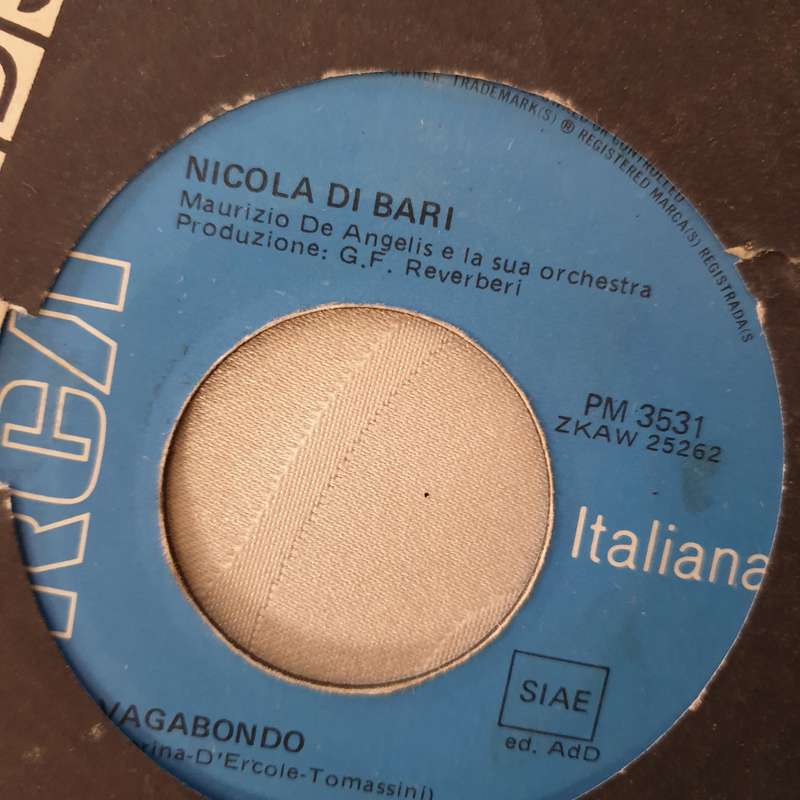 TRADEMARK(S) ® REGISTERED MARCA(S) REGISTRADA(S
NICOLA DI BARI
Maurizio De Angelis e la sua orchestra
Produzione: G.F. Reverberi
RCA
PM 3531
ZKAW 25262
Italiana
SIAE
ed. AdD
VAGABONDO
rina-D'Ercole-Tomassini)